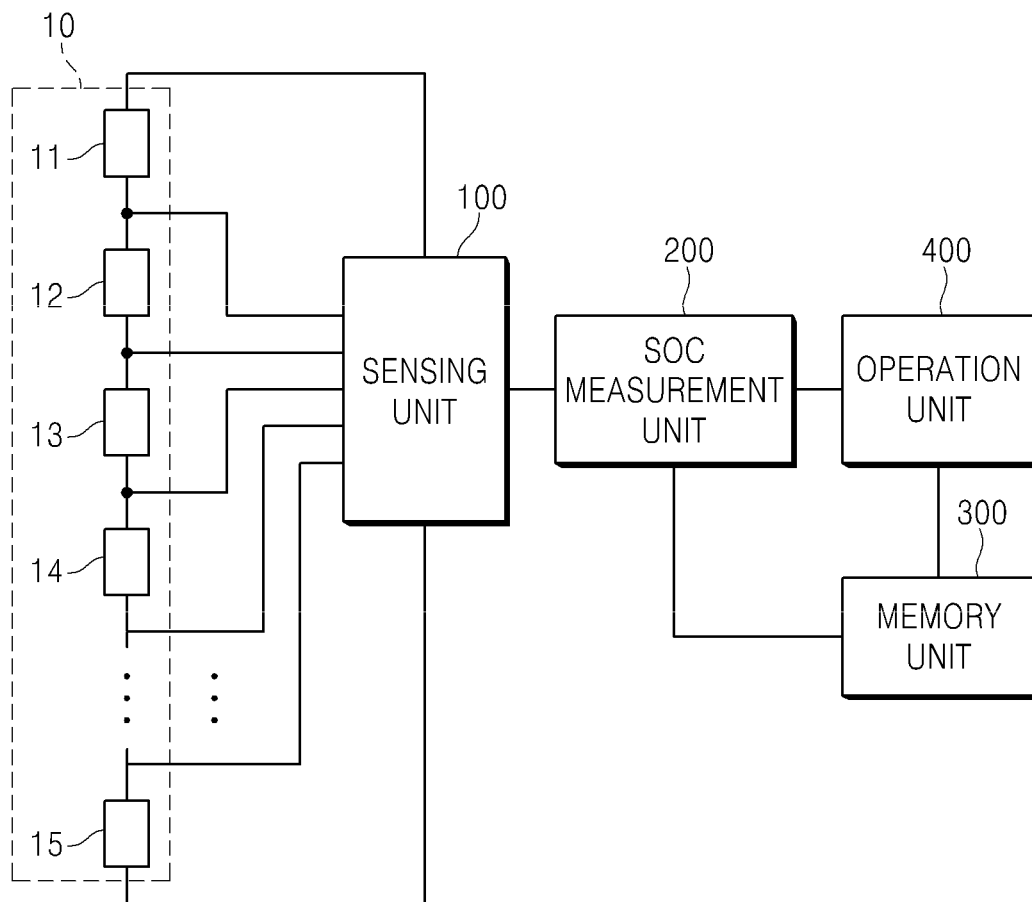 10
11
12
13
14
15
100
SENSING
UNIT
200
SOC
MEASUREMENT
UNIT
400
OPERATION
UNIT
300
MEMORY
UNIT